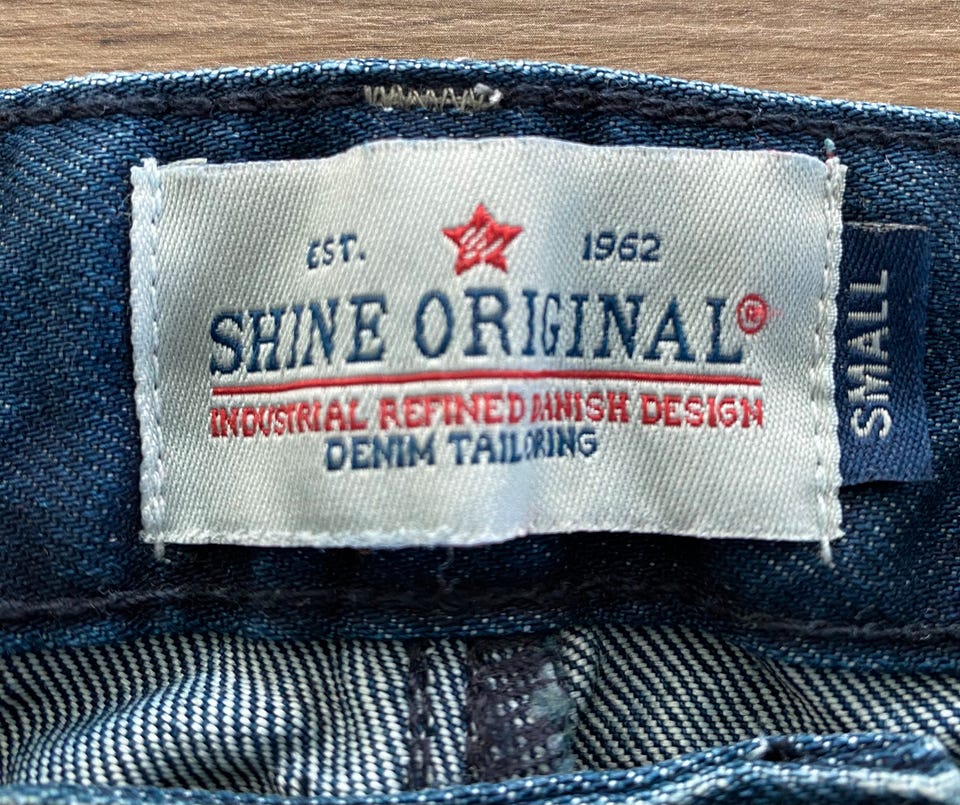 EST. 1962
SHINE ORIGINAL®
INDUSTRIAL REFINED DANISH DESIGN
DENIM TAILORING
SMALL